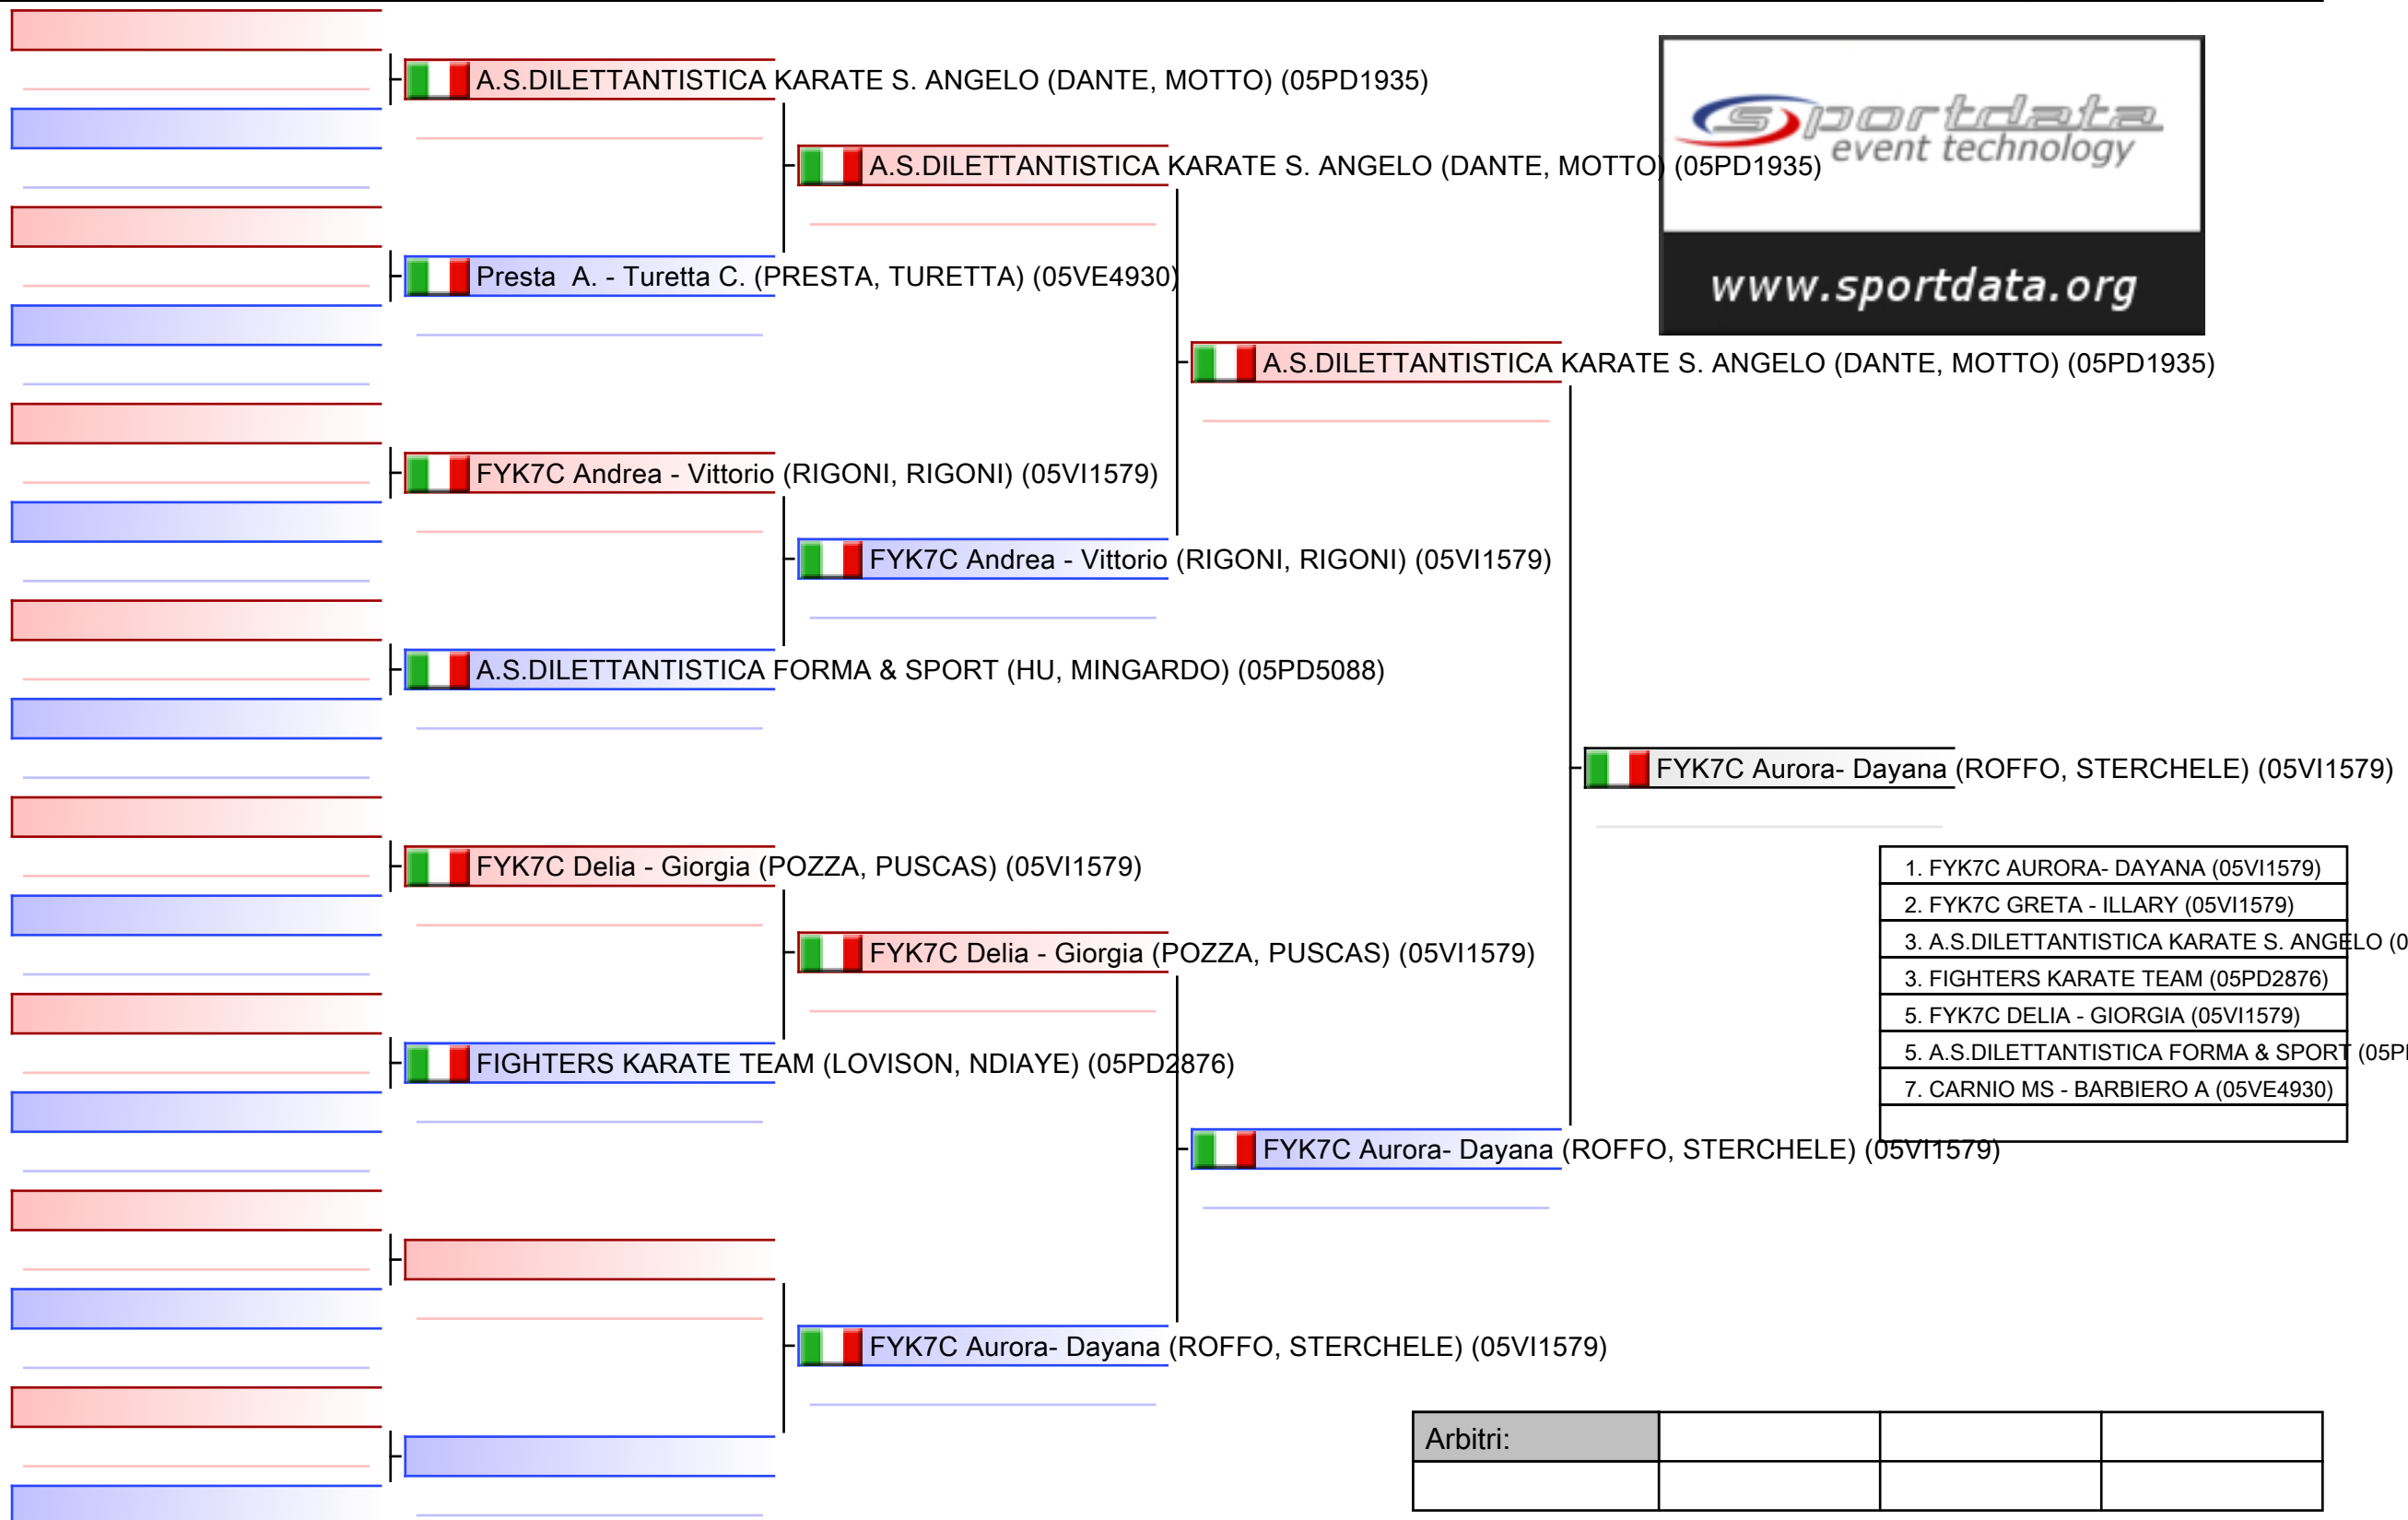 A.S.DILETTANTISTICA KARATE S. ANGELO (DANTE, MOTTO) (05PD1935)
Presta  A. - Turetta C. (PRESTA, TURETTA) (05VE4930)
FYK7C Andrea - Vittorio (RIGONI, RIGONI) (05VI1579)
A.S.DILETTANTISTICA FORMA & SPORT (HU, MINGARDO) (05PD5088)
FYK7C Delia - Giorgia (POZZA, PUSCAS) (05VI1579)
FIGHTERS KARATE TEAM (LOVISON, NDIAYE) (05PD2876)
A.S.DILETTANTISTICA KARATE S. ANGELO (DANTE, MOTTO) (05PD1935)
FYK7C Andrea - Vittorio (RIGONI, RIGONI) (05VI1579)
FYK7C Delia - Giorgia (POZZA, PUSCAS) (05VI1579)
FYK7C Aurora- Dayana (ROFFO, STERCHELE) (05VI1579)
A.S.DILETTANTISTICA KARATE S. ANGELO (DANTE, MOTTO) (05PD1935)
FYK7C Aurora- Dayana (ROFFO, STERCHELE) (05VI1579)
FYK7C Aurora- Dayana (ROFFO, STERCHELE) (05VI1579)
sportdata
event technology
www.sportdata.org
1. FYK7C AURORA- DAYANA (05VI1579)
2. FYK7C GRETA - ILLARY (05VI1579)
3. A.S.DILETTANTISTICA KARATE S. ANGELO (0
3. FIGHTERS KARATE TEAM (05PD2876)
5. FYK7C DELIA - GIORGIA (05VI1579)
5. A.S.DILETTANTISTICA FORMA & SPORT (05P
7. CARNIO MS - BARBIERO A (05VE4930)
Arbitri: